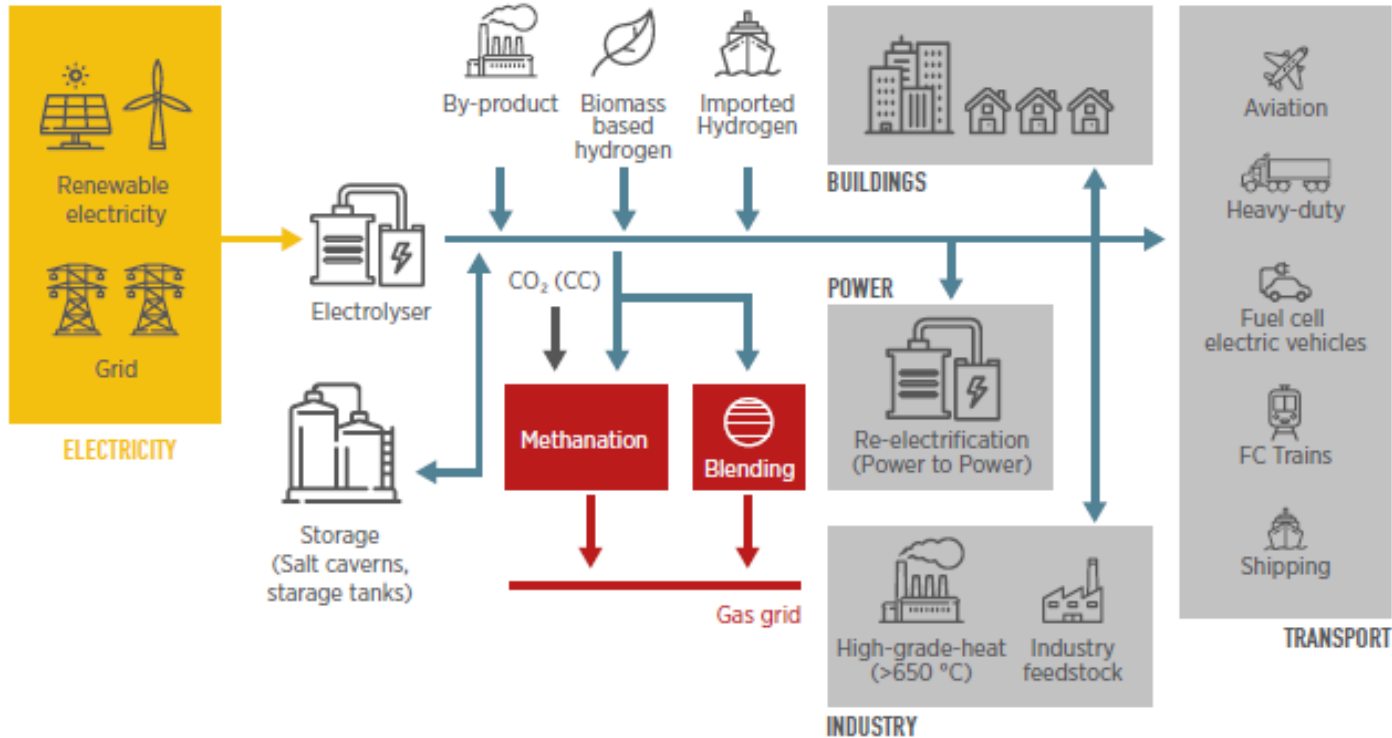 Renewable
electricity
Grid
ELECTRICITY
Electrolyser
Storage
(Salt caverns,
starage tanks)
By-product
Biomass
based
hydrogen
Imported
Hydrogen
CO₂ (CC)
Methanation
Blending
Gas grid
BUILDINGS
POWER
Re-electrification
(Power to Power)
High-grade-heat
(>650 °C)
Industry
feedstock
INDUSTRY
Aviation
Heavy-duty
Fuel cell
electric vehicles
FC Trains
Shipping
TRANSPORT